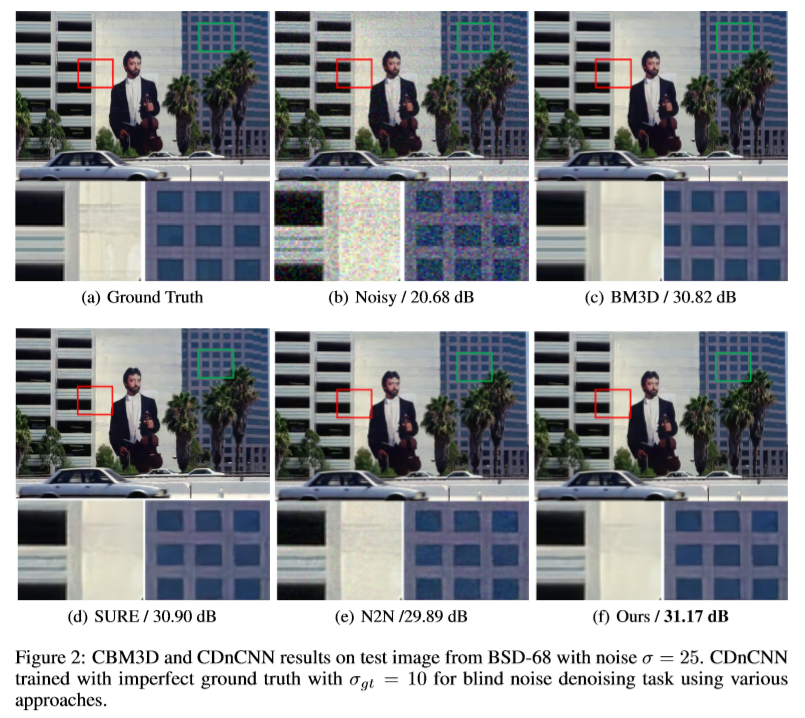 (a) Ground Truth
(b) Noisy / 20.68 dB
(c) BM3D / 30.82 dB
(d) SURE / 30.90 dB
(e) N2N /29.89 dB
(f) Ours / 31.17 dB
Figure 2: CBM3D and CDnCNN results on test image from BSD-68 with noise σ = 25. CDnCNN
trained with imperfect ground truth with σ_gt = 10 for blind noise denoising task using various
approaches.